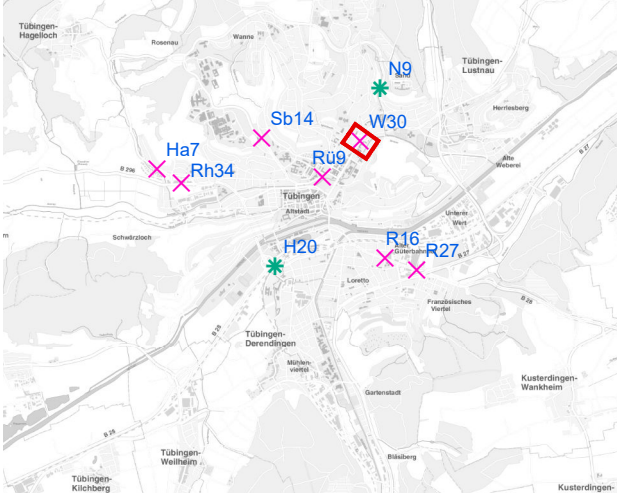 Tübingen-
Hagelloch
Rosenau
Wanne
Tübingen-
Lustnau
N9
Sand
Herrlesberg
Sb14
W30
B 27
Alte
Weberei
Ha7
B 296
Rh34
Rü9
Tübingen
Altstadt
Unterer
Wert
Schwärzloch
H20
R16
Alter
Güterbahnhof
R27
B 27
Loretto
B 28
Französisches
Viertel
B 28
Tübingen-
Derendingen
Mühlen-
viertel
Gartenstadt
Kusterdingen-
Wankheim
B 28
Tübingen-
Weilheim
Bläsiberg
Tübingen-
Kilchberg
Kusterdingen-